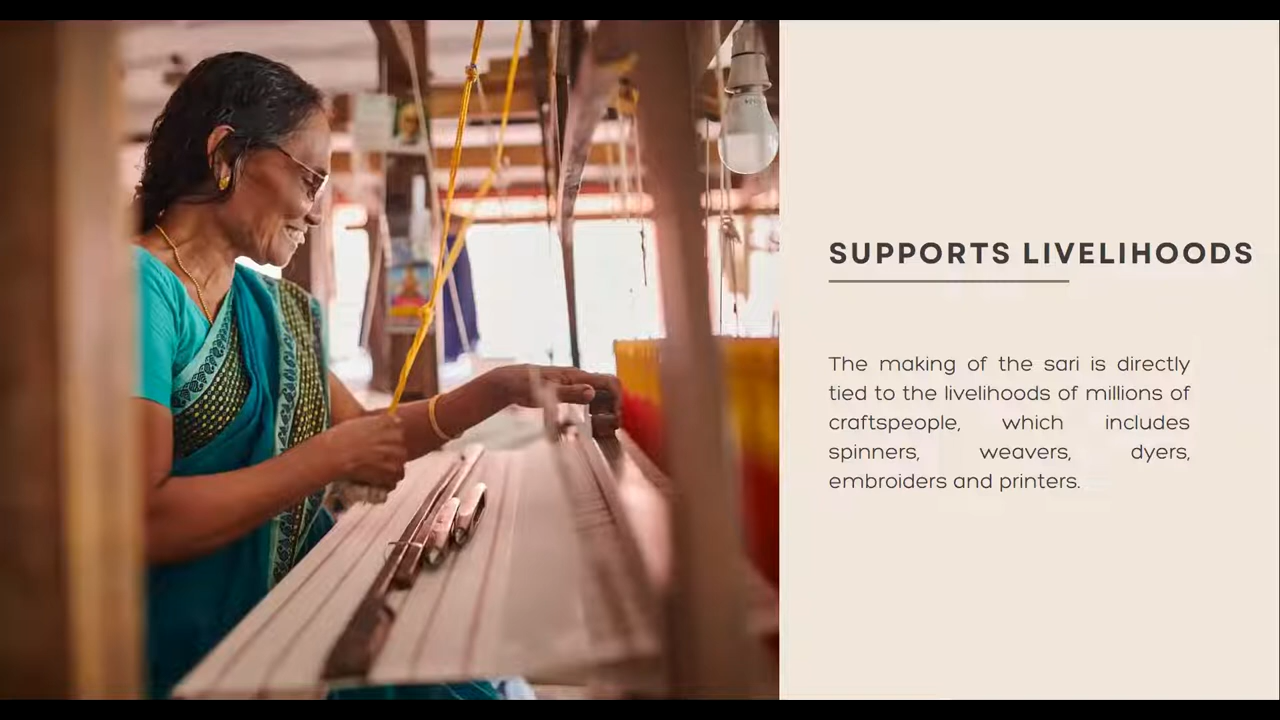 SUPPORTS LIVELIHOODS
The making of the sari is directly
tied to the livelihoods of millions of
craftspeople, which includes
spinners, weavers, dyers,
embroiders and printers.